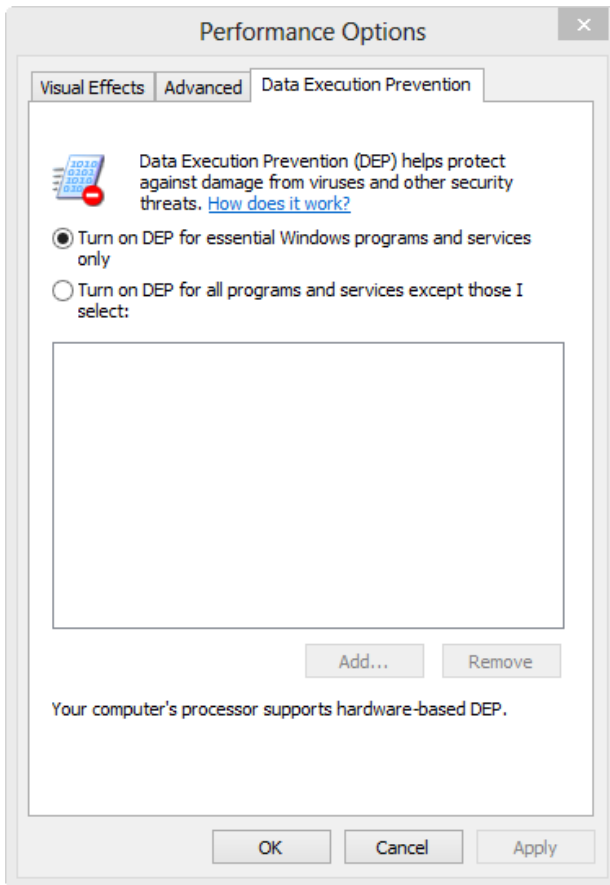 Performance Options
Visual Effects
Advanced
Data Execution Prevention
Data Execution Prevention (DEP) helps protect
against damage from viruses and other security
threats. How does it work?
Turn on DEP for essential Windows programs and services
only
Turn on DEP for all programs and services except those I
select:
Add...
Remove
Your computer's processor supports hardware-based DEP.
OK
Cancel
Apply